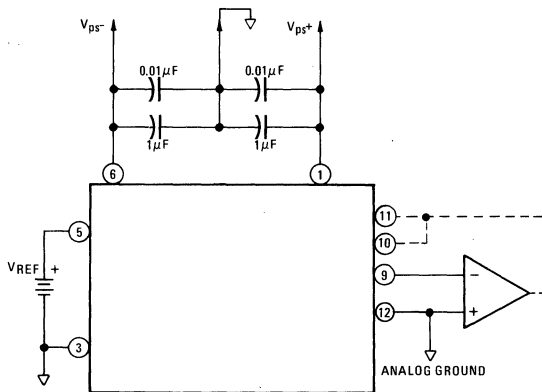 Vps- Vps+
0.01μF 0.01μF
1μF 1μF
6 1
11
5
10
VREF + 9 -
12 +
3
ANALOG GROUND